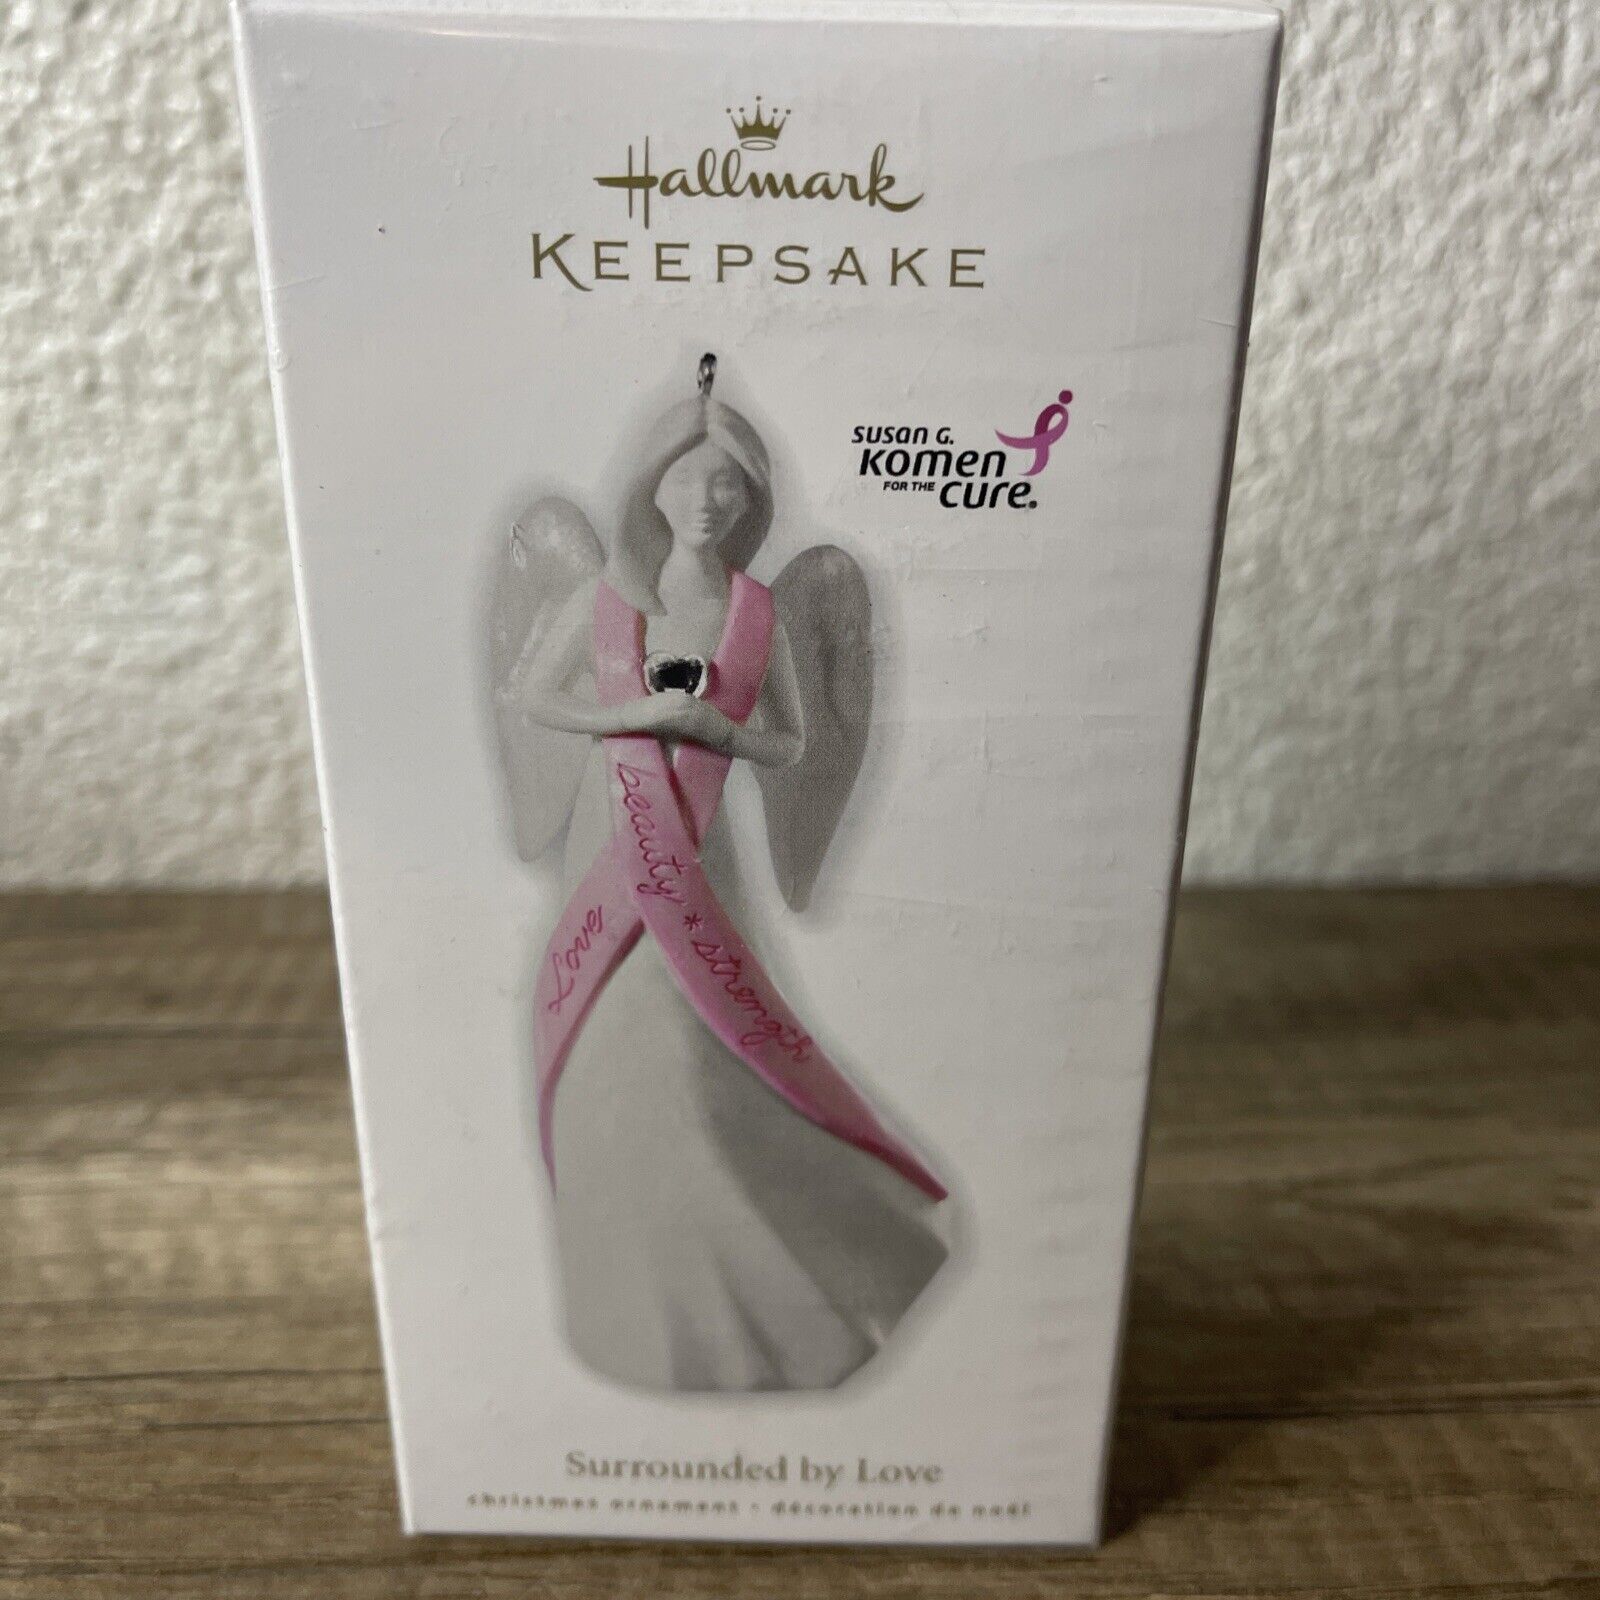 Hallmark
KEEPSAKE
susan G.
Komen
FOR THE cure.
beauty * strength
Love
Surrounded by Love
christmas ornament · décoration de noël